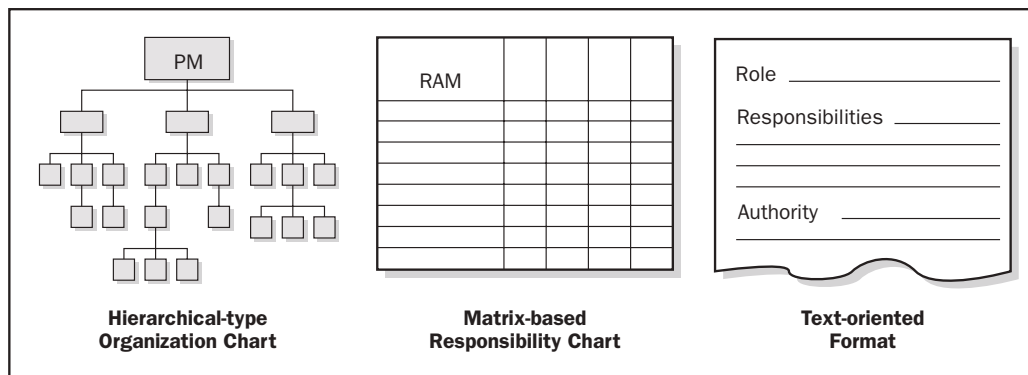 PM
RAM
Role
Responsibilities
Authority
Hierarchical-type
Organization Chart
Matrix-based
Responsibility Chart
Text-oriented
Format